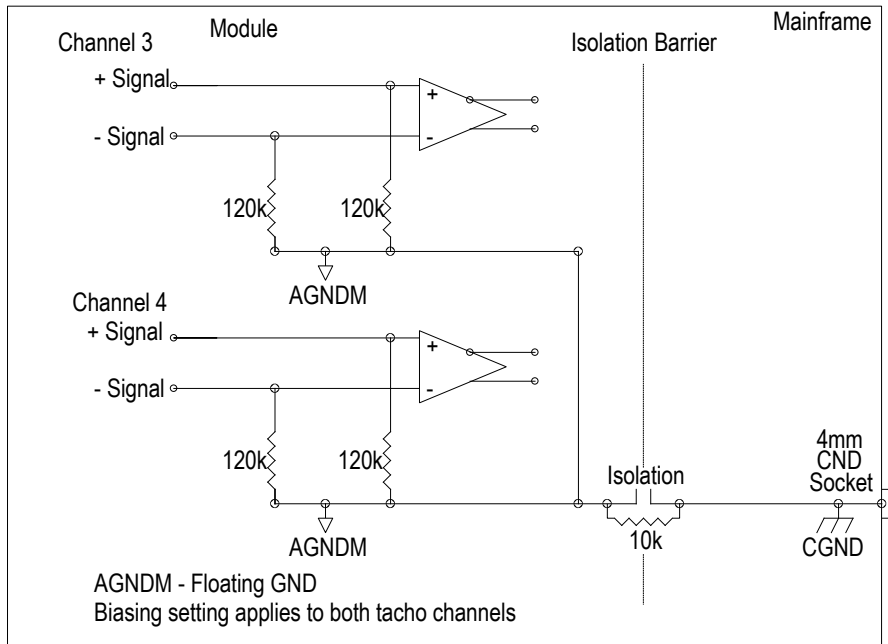 Module
Isolation Barrier
Mainframe
Channel 3
+ Signal
+
- Signal
-
120k
120k
AGNDM
Channel 4
+ Signal
+
- Signal
-
120k
120k
AGNDM
Isolation
10k
4mm
CND
Socket
CGND
AGNDM - Floating GND
Biasing setting applies to both tacho channels